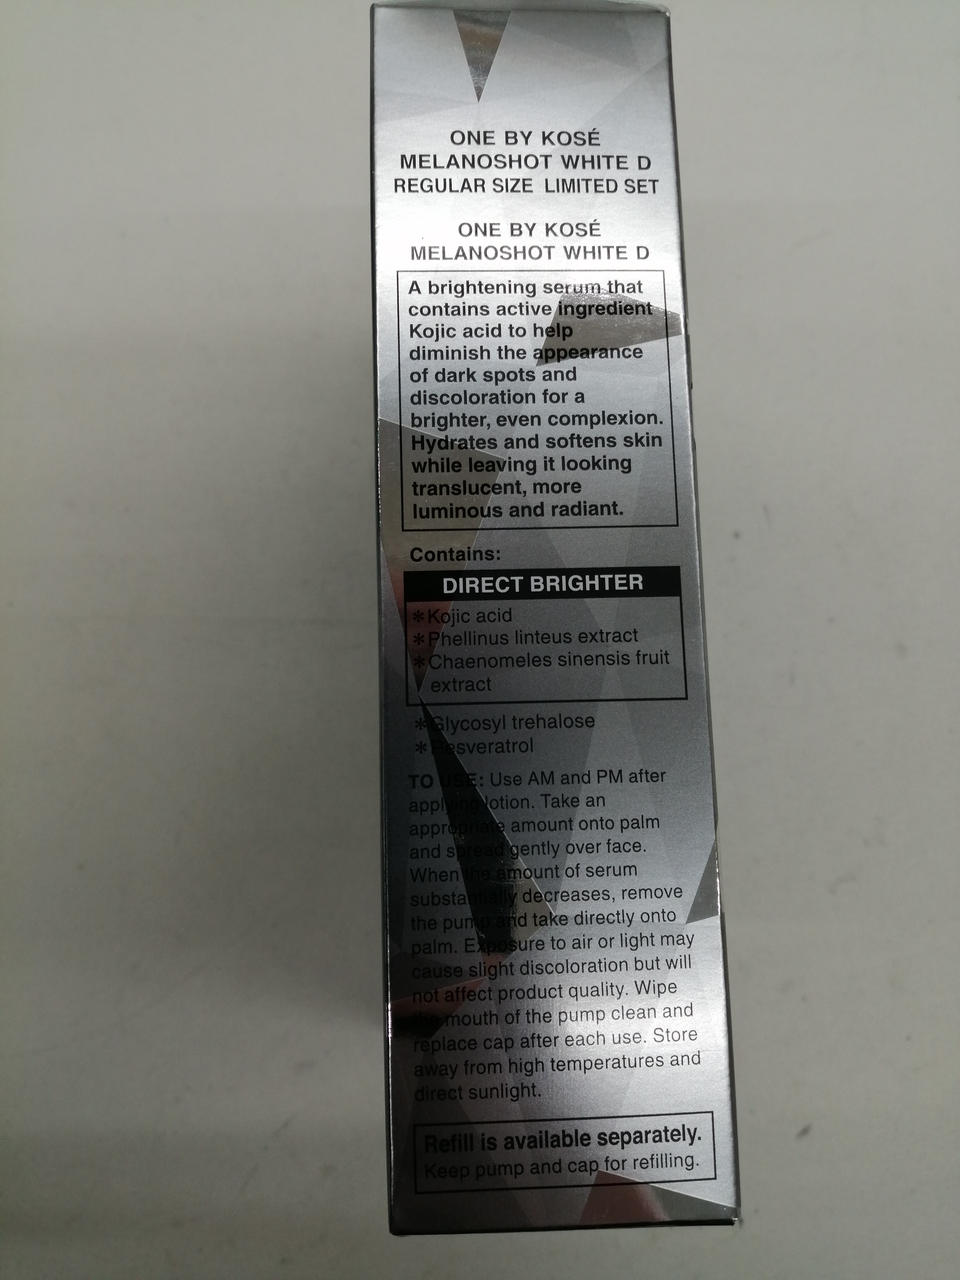 ONE BY KOSÉ
MELANOSHOT WHITE D
REGULAR SIZE LIMITED SET
ONE BY KOSÉ
MELANOSHOT WHITE D
A brightening serum that
contains active ingredient
Kojic acid to help
diminish the appearance
of dark spots and
discoloration for a
brighter, even complexion.
Hydrates and softens skin
while leaving it looking
translucent, more
luminous and radiant.
Contains:
DIRECT BRIGHTER
*Kojic acid
*Phellinus linteus extract
*Chaenomeles sinensis fruit
extract
*Glycosyl trehalose
*Resveratrol
TO USE: Use AM and PM after
applying lotion. Take an
appropriate amount onto palm
and spread gently over face.
When the amount of serum
substantially decreases, remove
the pump and take directly onto
palm. Exposure to air or light may
cause slight discoloration but will
not affect product quality. Wipe
the mouth of the pump clean and
replace cap after each use. Store
away from high temperatures and
direct sunlight.
Refill is available separately.
Keep pump and cap for refilling.